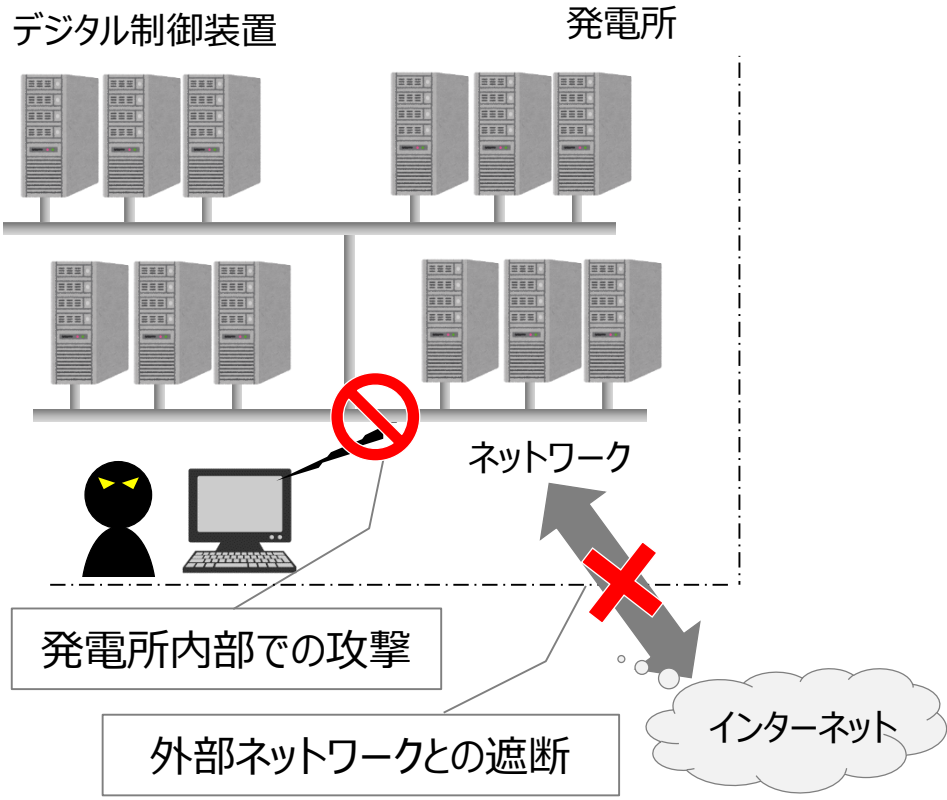 デジタル制御装置
発電所
ネットワーク
発電所内部での攻撃
外部ネットワークとの遮断
インターネット